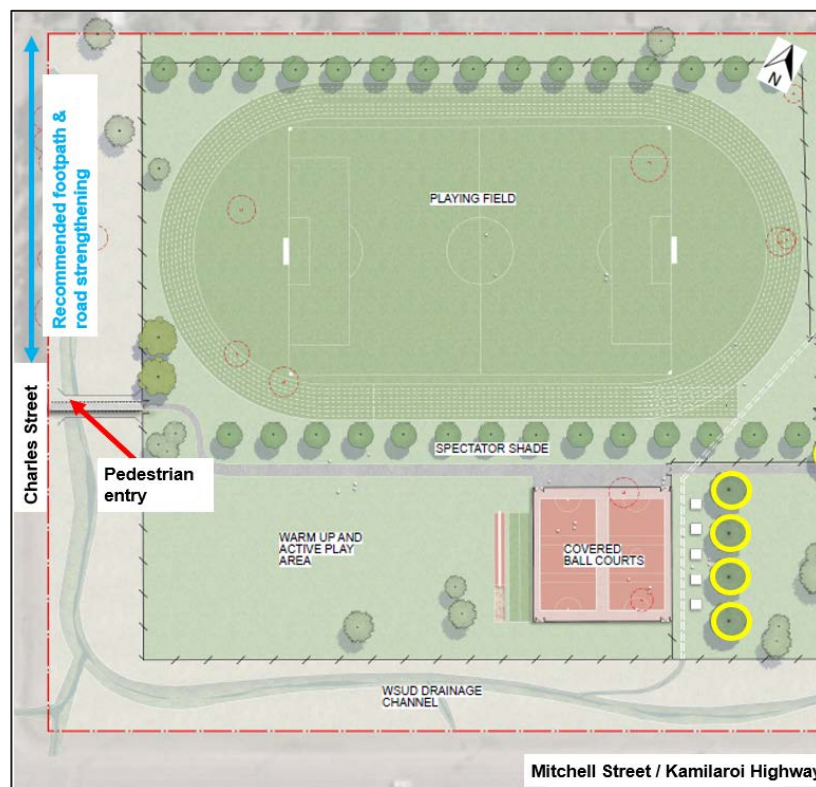 N
Recommended footpath &
road strengthening
PLAYING FIELD
Charles Street
Pedestrian
entry
SPECTATOR SHADE
WARM UP AND
ACTIVE PLAY
AREA
COVERED
BALL COURTS
WSUD DRAINAGE
CHANNEL
Mitchell Street / Kamilaroi Highway